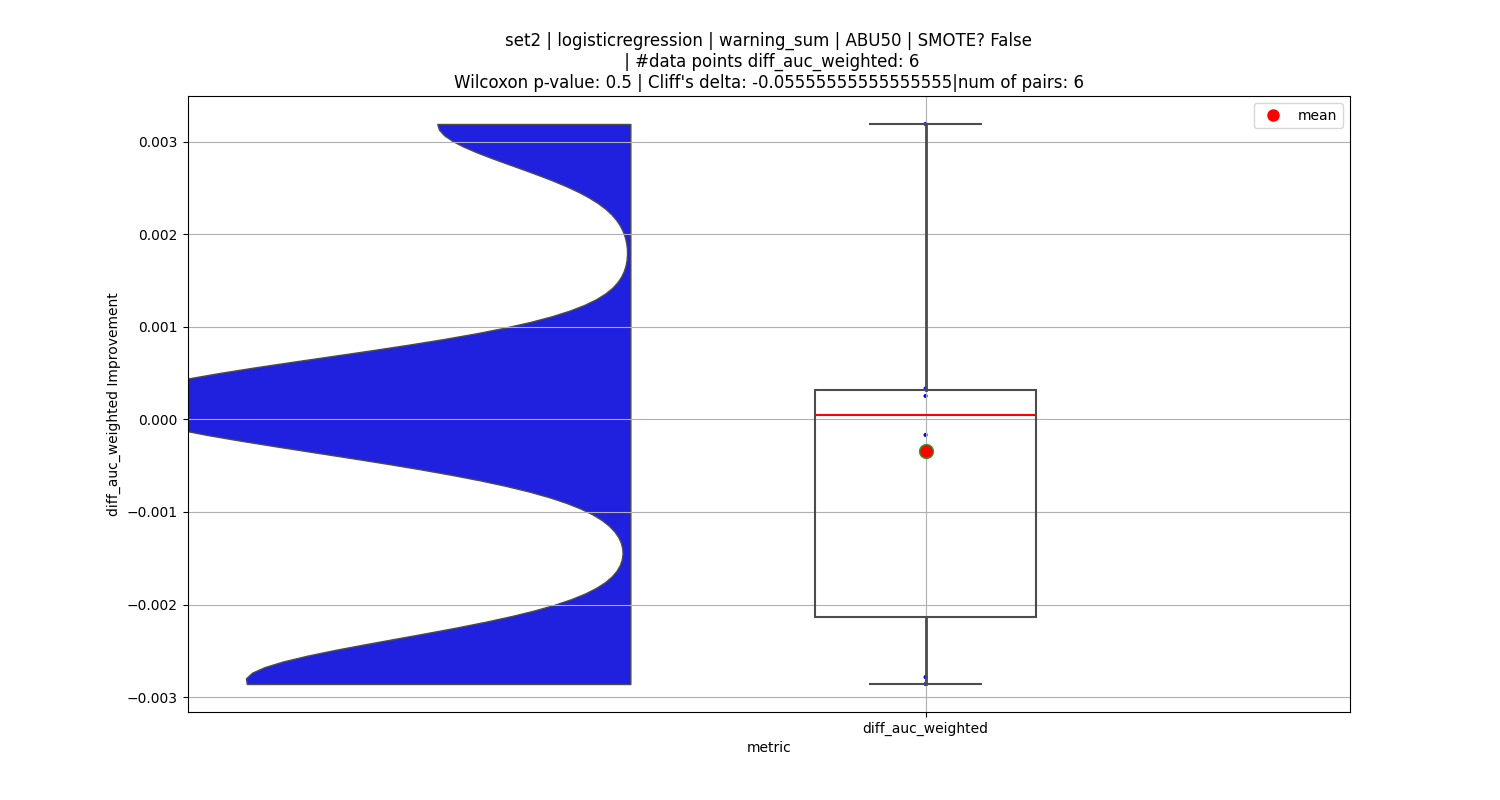 set2 | logisticregression | warning_sum | ABU50 | SMOTE? False
| #data points diff_auc_weighted: 6
Wilcoxon p-value: 0.5 | Cliff's delta: -0.05555555555555555|num of pairs: 6
mean
0.003
0.002
0.001
0.000
−0.001
−0.002
−0.003
diff_auc_weighted Improvement
diff_auc_weighted
metric